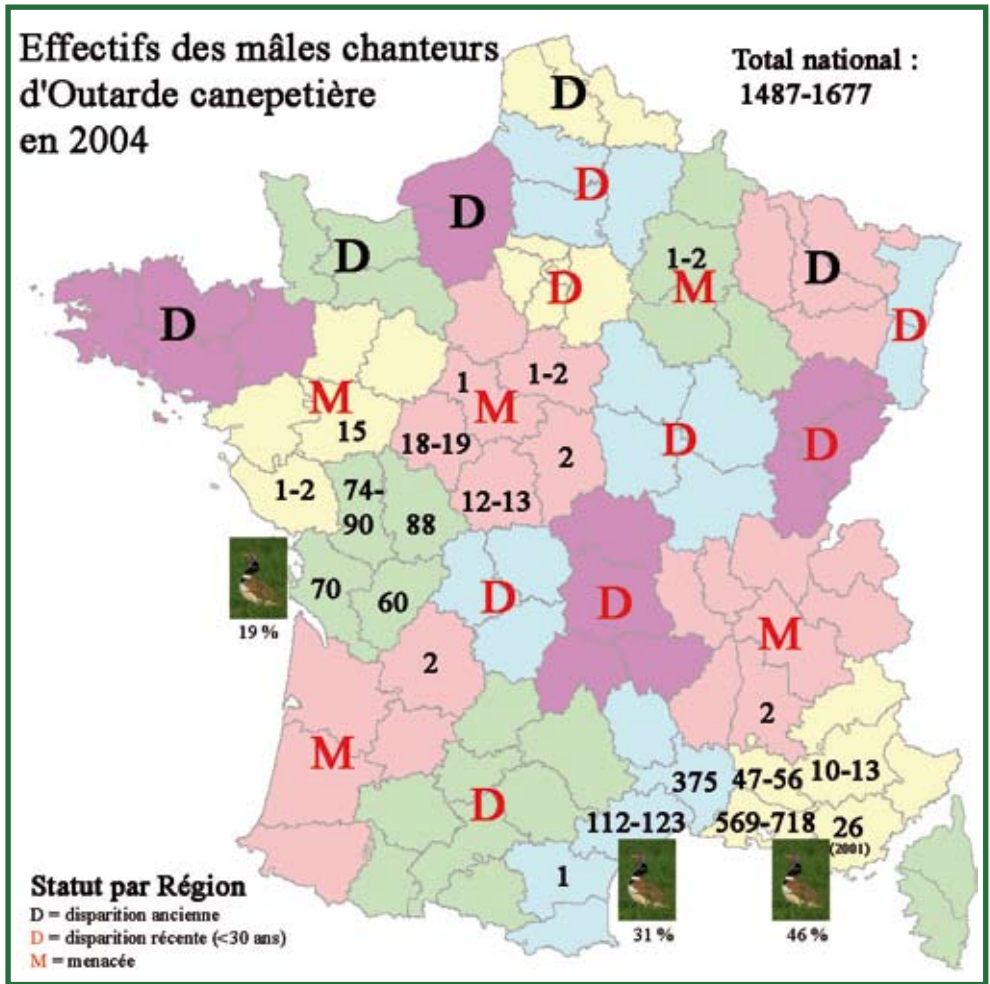 Effectifs des mâles chanteurs
d'Outarde canepetière
en 2004
Total national :
1487-1677
D
D
D
D
1-2
M
D
D
D
D
M
15
1-2
1
1-2
M
18-19
2
12-13
D
D
74-
90
88
70
60
19 %
D
D
M
2
2
M
D
375
47-56
10-13
112-123
569-718
26
(2001)
1
31 %
46 %
Statut par Région
D = disparition ancienne
D = disparition récente (<30 ans)
M = menacée